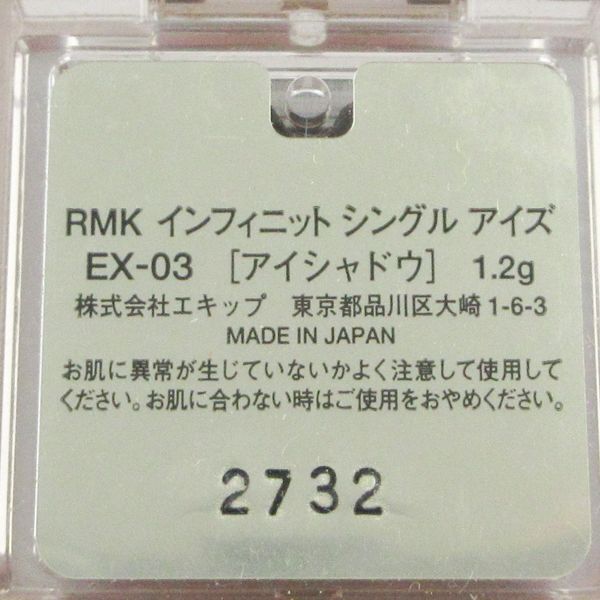 RMK インフィニット シングル アイズ
EX-03 [アイシャドウ] 1.2g
株式会社エキップ 東京都品川区大崎1-6-3
MADE IN JAPAN
お肌に異常が生じていないかよく注意して使用して
ください。お肌に合わない時はご使用をおやめください。
2732